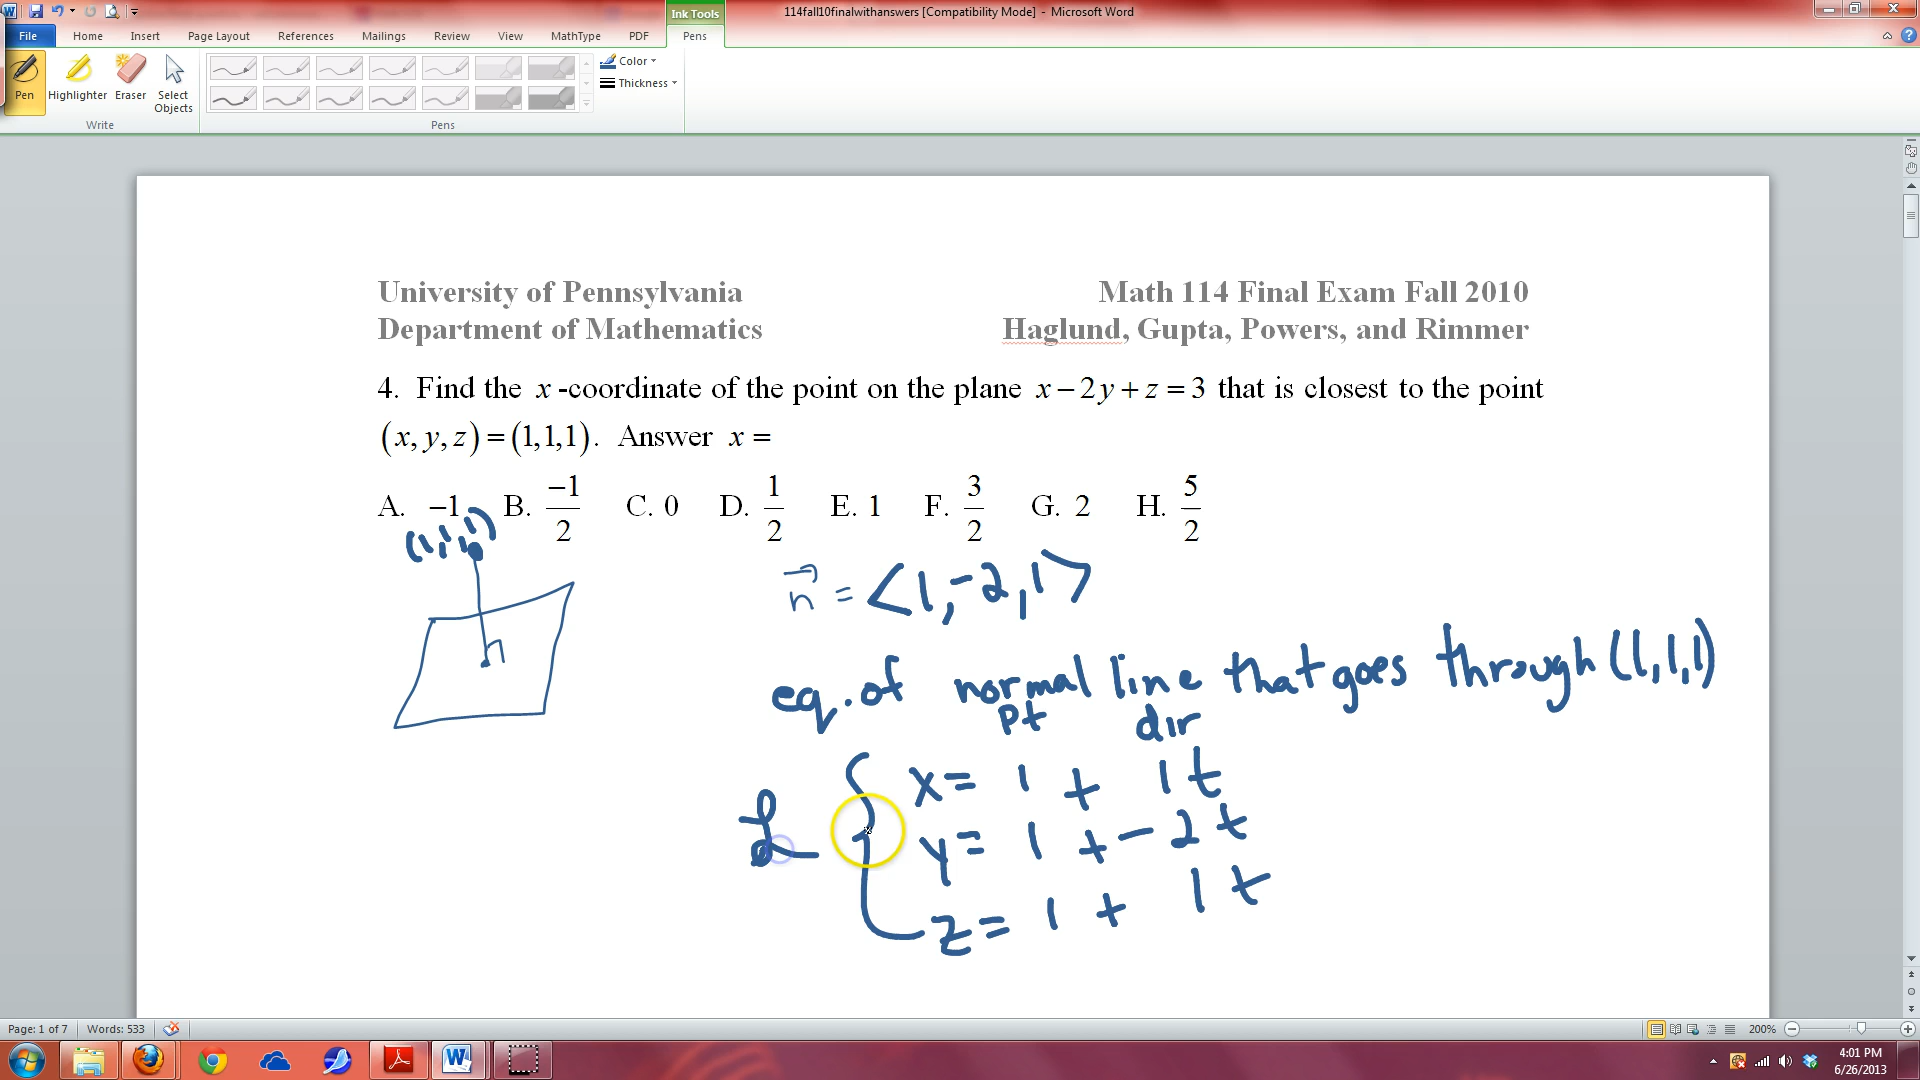 114fall10finalwithanswers [Compatibility Mode] - Microsoft Word
Ink Tools
File Home Insert Page Layout References Mailings Review View MathType PDF Pens
Pen Highlighter Eraser Select Objects
Color
Thickness
Write Pens
University of Pennsylvania Math 114 Final Exam Fall 2010
Department of Mathematics Haglund, Gupta, Powers, and Rimmer
4. Find the x-coordinate of the point on the plane x − 2y + z = 3 that is closest to the point
(x, y, z) = (1,1,1). Answer x =
A. −1 B. −1/2 C. 0 D. 1/2 E. 1 F. 3/2 G. 2 H. 5/2
(1,1,1)
n = <1,-2,1>
eq. of normal line that goes through (1,1,1)
pt dir
x = 1 + 1t
L y = 1 + -2t
z = 1 + 1t
Page: 1 of 7 Words: 533 200%
4:01 PM
6/26/2013